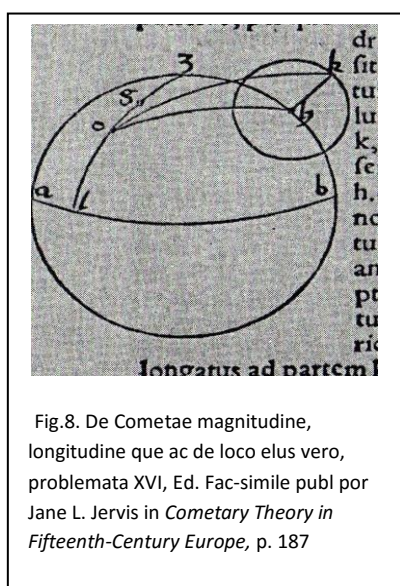 dr
3
k
ſit
tu
o
h
lu
k,
ſe
a
l
b
h.
no
tu
an
pt
tu
longatus ad partem
Fig.8. De Cometae magnitudine,
longitudine que ac de loco elus vero,
problemata XVI, Ed. Fac-simile publ por
Jane L. Jervis in Cometary Theory in
Fifteenth-Century Europe, p. 187